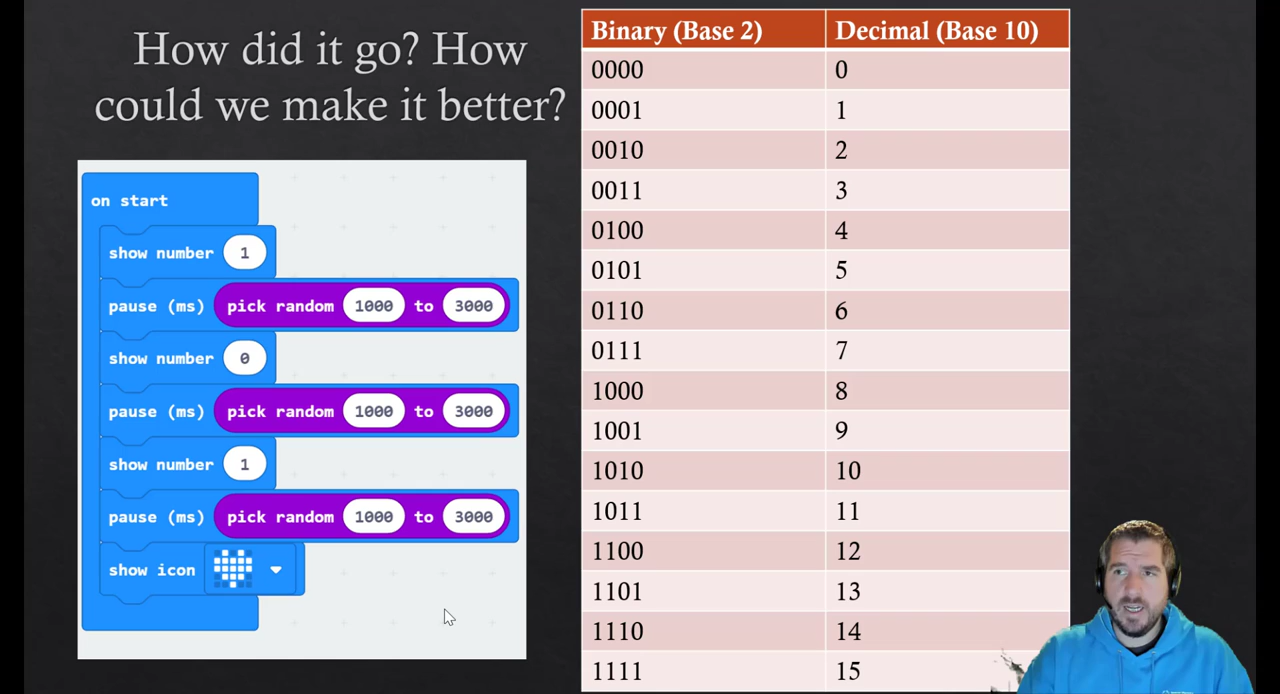 How did it go? How
could we make it better?
on start
show number 1
pause (ms) pick random 1000 to 3000
show number 0
pause (ms) pick random 1000 to 3000
show number 1
pause (ms) pick random 1000 to 3000
show icon
Binary (Base 2) Decimal (Base 10)
0000 0
0001 1
0010 2
0011 3
0100 4
0101 5
0110 6
0111 7
1000 8
1001 9
1010 10
1011 11
1100 12
1101 13
1110 14
1111 15